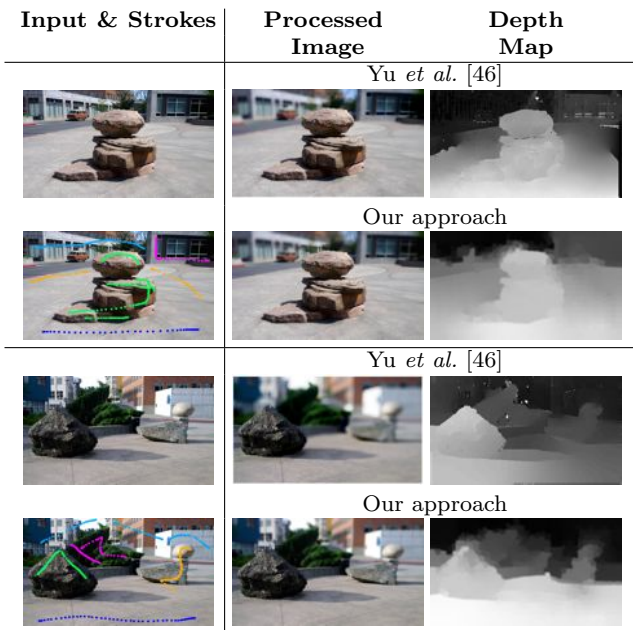 Input & Strokes Processed Depth
Image Map
Yu et al. [46]
Our approach
Yu et al. [46]
Our approach